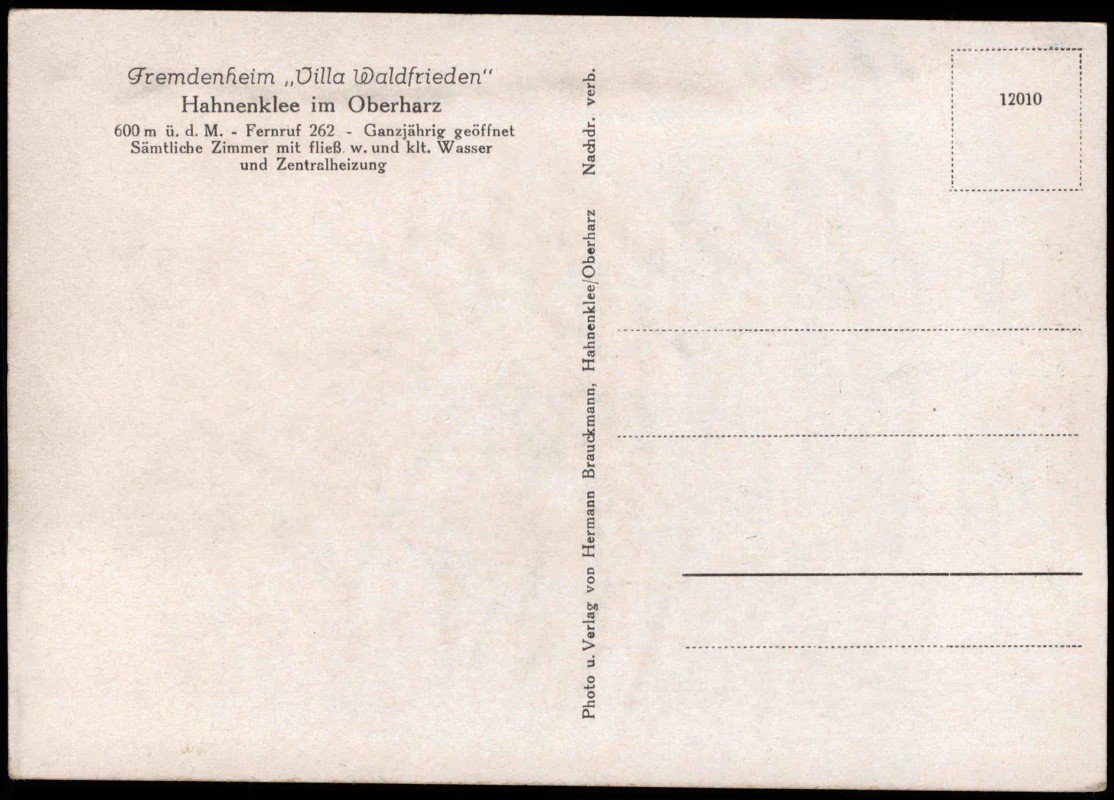 Fremdenheim „Villa Waldfrieden"
Hahnenklee im Oberharz
600 m ü. d. M. - Fernruf 262 - Ganzjährig geöffnet
Sämtliche Zimmer mit fließ. w. und klt. Wasser
und Zentralheizung
Photo u. Verlag von Hermann Brauckmann, Hahnenklee/Oberharz Nachdr. verb.
12010